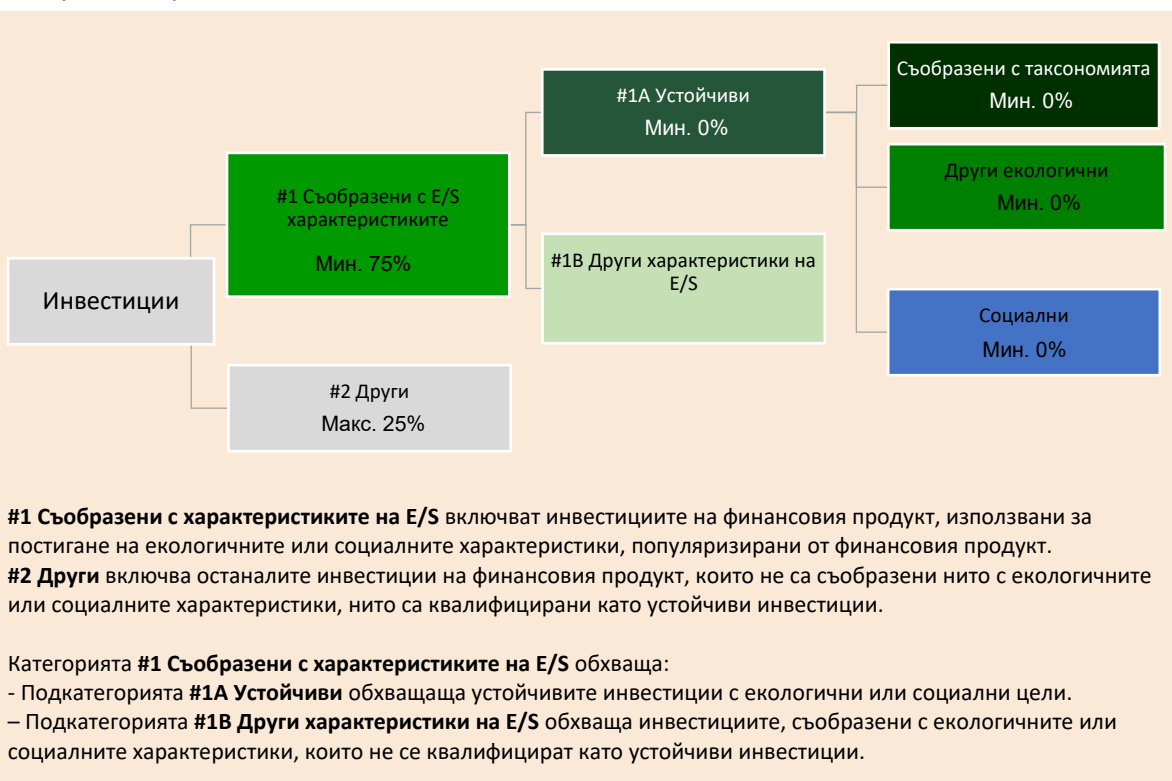 Инвестиции
#1 Съобразени с E/S
характеристиките
Мин. 75%
#2 Други
Макс. 25%
#1A Устойчиви
Мин. 0%
#1B Други характеристики на
E/S
Съобразени с таксономията
Мин. 0%
Други екологични
Мин. 0%
Социални
Мин. 0%
#1 Съобразени с характеристиките на E/S включват инвестициите на финансовия продукт, използвани за
постигане на екологичните или социалните характеристики, популяризирани от финансовия продукт.
#2 Други включва останалите инвестиции на финансовия продукт, които не са съобразени нито с екологичните
или социалните характеристики, нито са квалифицирани като устойчиви инвестиции.
Категорията #1 Съобразени с характеристиките на E/S обхваща:
- Подкатегорията #1A Устойчиви обхващаща устойчивите инвестиции с екологични или социални цели.
– Подкатегорията #1B Други характеристики на E/S обхваща инвестициите, съобразени с екологичните или
социалните характеристики, които не се квалифицират като устойчиви инвестиции.